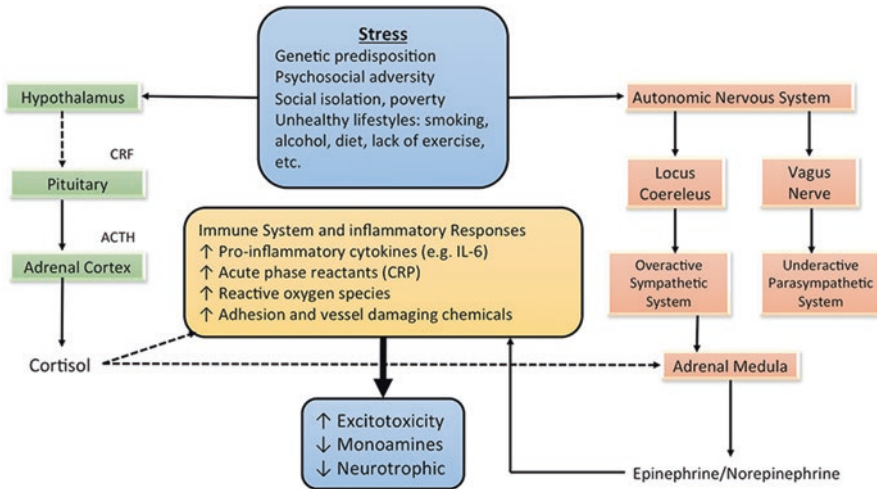 Stress
Genetic predisposition
Psychosocial adversity
Social isolation, poverty
Unhealthy lifestyles: smoking,
alcohol, diet, lack of exercise,
etc.
Hypothalamus
CRF
Pituitary
ACTH
Adrenal Cortex
Cortisol
Immune System and inflammatory Responses
↑ Pro-inflammatory cytokines (e.g. IL-6)
↑ Acute phase reactants (CRP)
↑ Reactive oxygen species
↑ Adhesion and vessel damaging chemicals
↑ Excitotoxicity
↓ Monoamines
↓ Neurotrophic
Autonomic Nervous System
Locus
Coereleus
Vagus
Nerve
Overactive
Sympathetic
System
Underactive
Parasympathetic
System
Adrenal Medula
Epinephrine/Norepinephrine